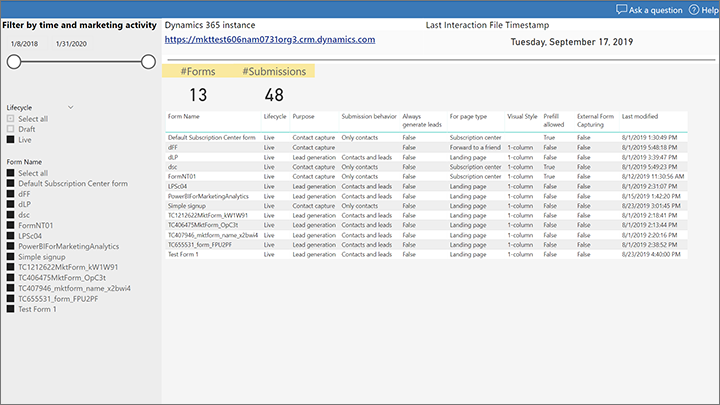 Ask a question Help
Filter by time and marketing activity
1/8/2018 1/31/2020
Lifecycle
Select all
Draft
Live
Form Name
Select all
Default Subscription Center form
dFF
dLP
dsc
FormNT01
LPSc04
PowerBIForMarketingAnalytics
Simple signup
TC1212622MktForm_kW1W91
TC406475MktForm_OpC3t
TC407946_mktform_name_x2bwi4
TC655531_form_FPU2PF
Test Form 1
Dynamics 365 instance
https://mkttest606nam0731org3.crm.dynamics.com
Last Interaction File Timestamp
Tuesday, September 17, 2019
#Forms #Submissions
13 48
Form Name Lifecycle Purpose Submission behavior Always generate leads For page type Visual Style Prefill allowed External Form Capturing Last modified
Default Subscription Center form Live Contact capture Only contacts False Subscription center True False 8/1/2019 1:30:49 PM
dFF Live Contact capture False Forward to a friend 1-column False False 8/1/2019 5:48:18 PM
dLP Live Lead generation Contacts and leads False Landing page 1-column False False 8/1/2019 3:39:47 PM
dsc Live Contact capture Only contacts False Subscription center 1-column True False 8/1/2019 5:49:23 PM
FormNT01 Live Contact capture Only contacts False Subscription center 1-column True False 8/12/2019 11:30:56 AM
LPSc04 Live Lead generation Contacts and leads False Landing page 1-column False False 8/1/2019 2:31:07 PM
PowerBIForMarketingAnalytics Live Lead generation Contacts and leads False Landing page 1-column False False 8/15/2019 1:42:20 PM
Simple signup Live Contact capture Only contacts False Landing page 1-column False False 8/23/2019 3:01:45 PM
TC1212622MktForm_kW1W91 Live Lead generation Contacts and leads False Landing page 1-column False False 8/1/2019 2:18:41 PM
TC406475MktForm_OpC3t Live Lead generation Contacts and leads False Landing page 1-column False False 8/1/2019 2:13:44 PM
TC407946_mktform_name_x2bwi4 Live Lead generation Contacts and leads False Landing page 1-column False False 8/1/2019 2:20:16 PM
TC655531_form_FPU2PF Live Lead generation Contacts and leads False Landing page 1-column False False 8/1/2019 2:38:52 PM
Test Form 1 Live Lead generation Contacts and leads False Landing page 1-column False False 8/23/2019 4:40:00 PM